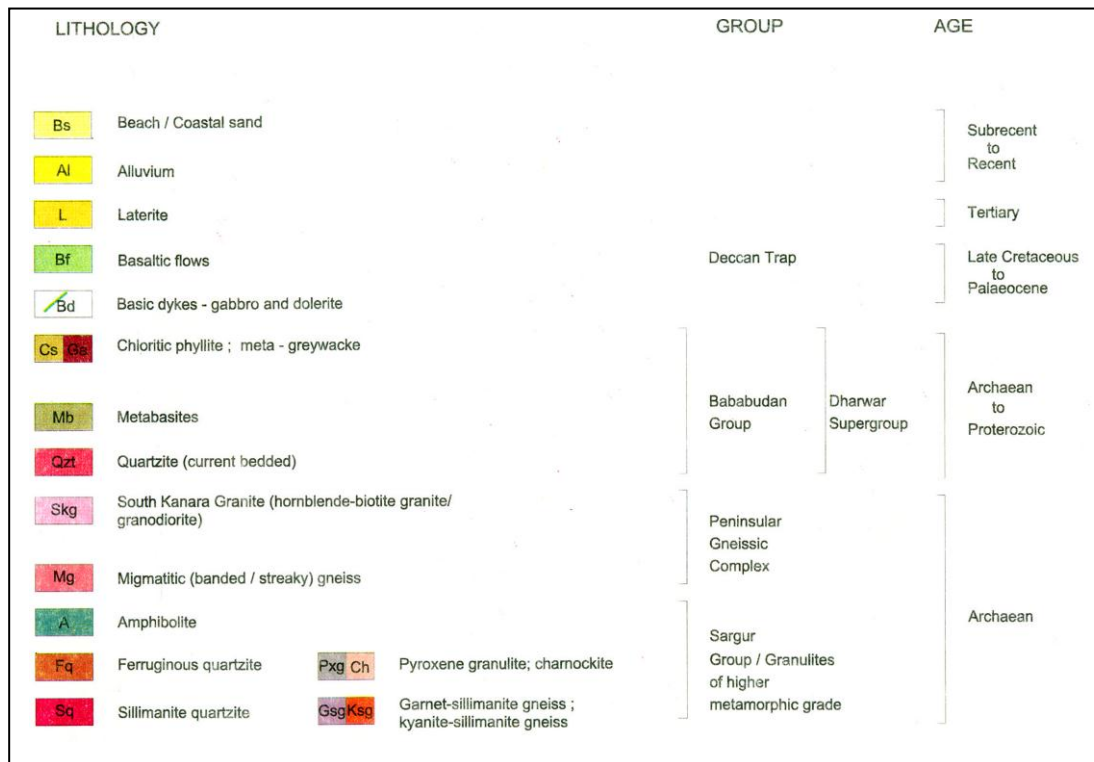 LITHOLOGY GROUP AGE
Bs Beach / Coastal sand
Subrecent
to
Recent
Al Alluvium
L Laterite Tertiary
Bf Basaltic flows Deccan Trap Late Cretaceous
to
Palaeocene
Bd Basic dykes - gabbro and dolerite
Cs Ga Chloritic phyllite ; meta - greywacke
Mb Metabasites
Bababudan
Group
Dharwar
Supergroup
Archaean
to
Proterozoic
Qzt Quartzite (current bedded)
Skg South Kanara Granite (hornblende-biotite granite/
granodiorite)
Peninsular
Gneissic
Complex
Mg Migmatitic (banded / streaky) gneiss
A Amphibolite
Archaean
Fq Ferruginous quartzite
Pxg Ch Pyroxene granulite; charnockite
Sargur
Group / Granulites
of higher
metamorphic grade
Sq Sillimanite quartzite
Gsg Ksg Garnet-sillimanite gneiss ;
kyanite-sillimanite gneiss